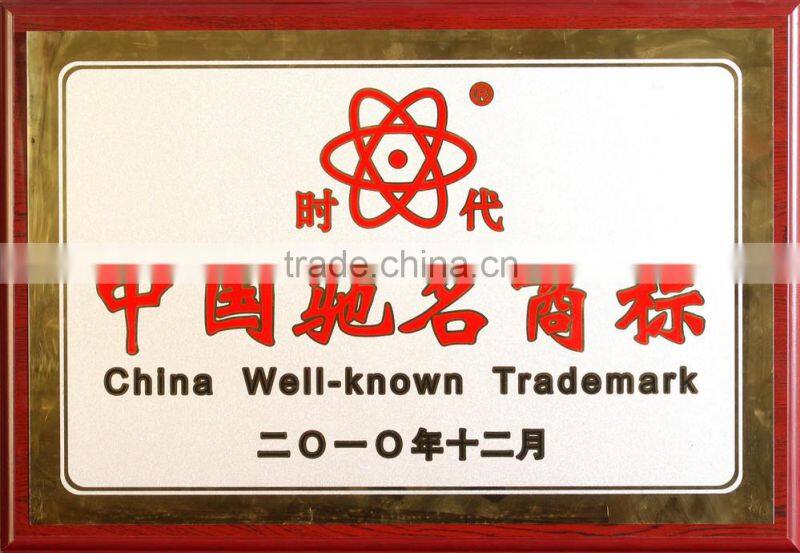 ®
时 代
trade.china.cn
中国驰名商标
China Well-known Trademark
二〇一〇年十二月